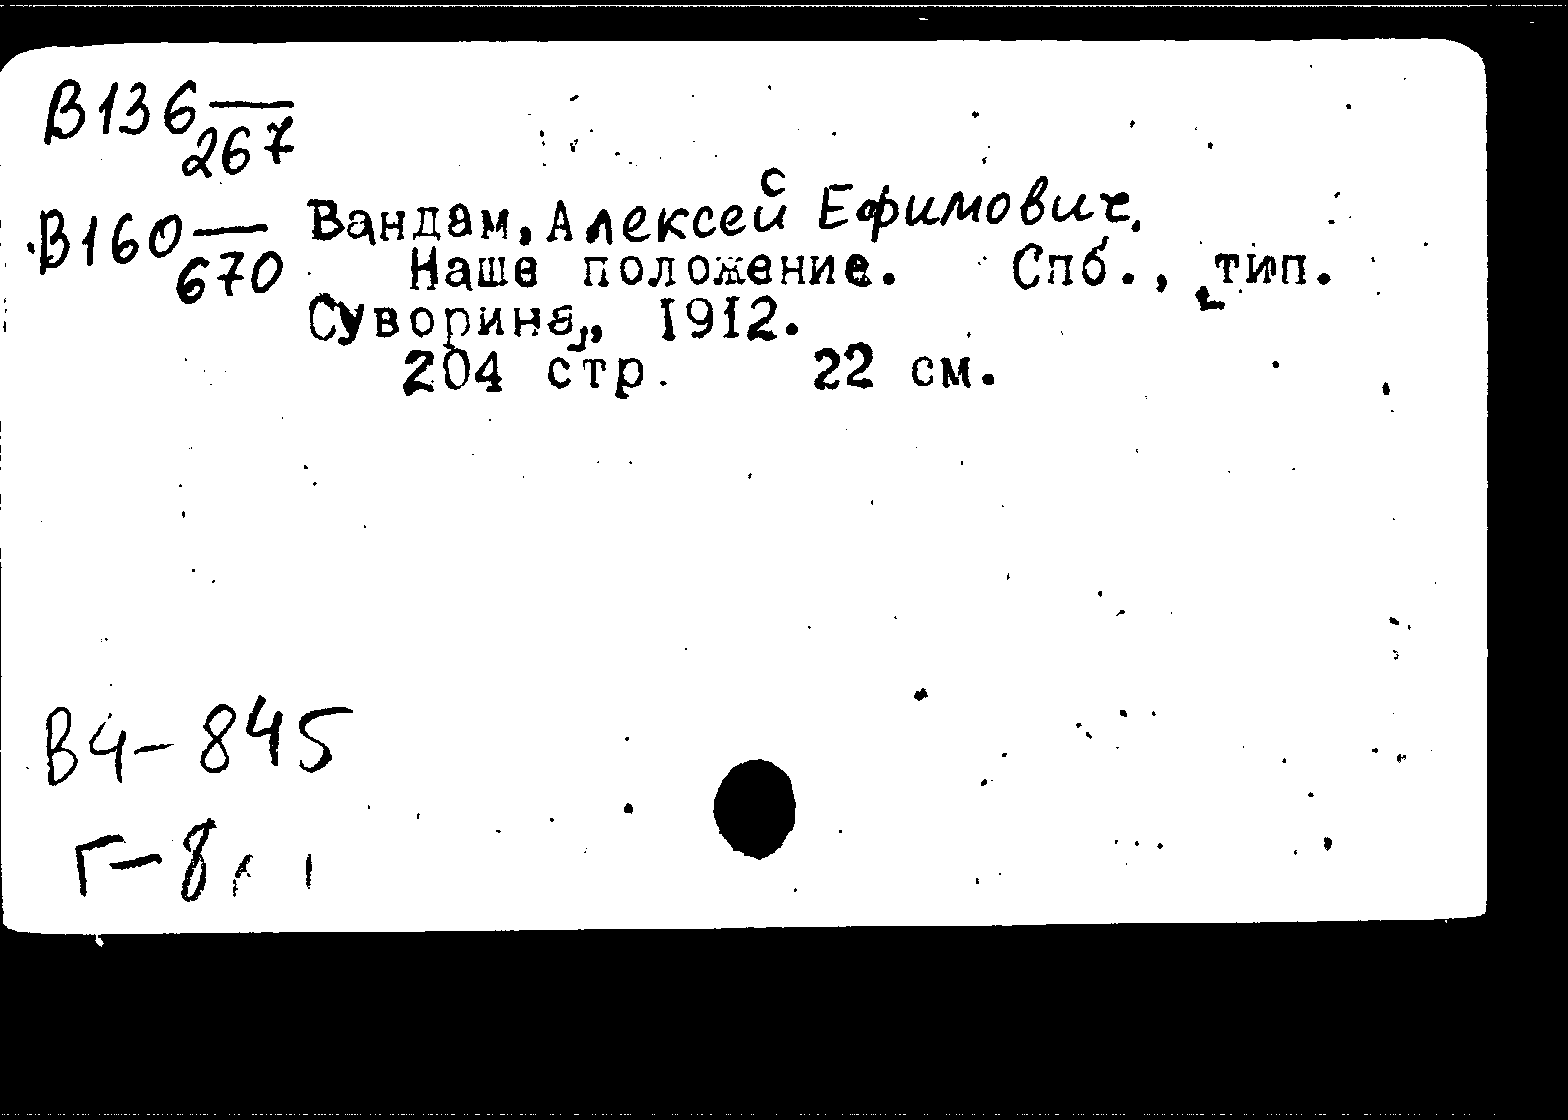 В136
267
В160
670
Вандам, Алексей Ефимович.
Наше положение. Спб., тип.
Суворина, 1912.
204 стр. 22 см.
В4-845
Г-8